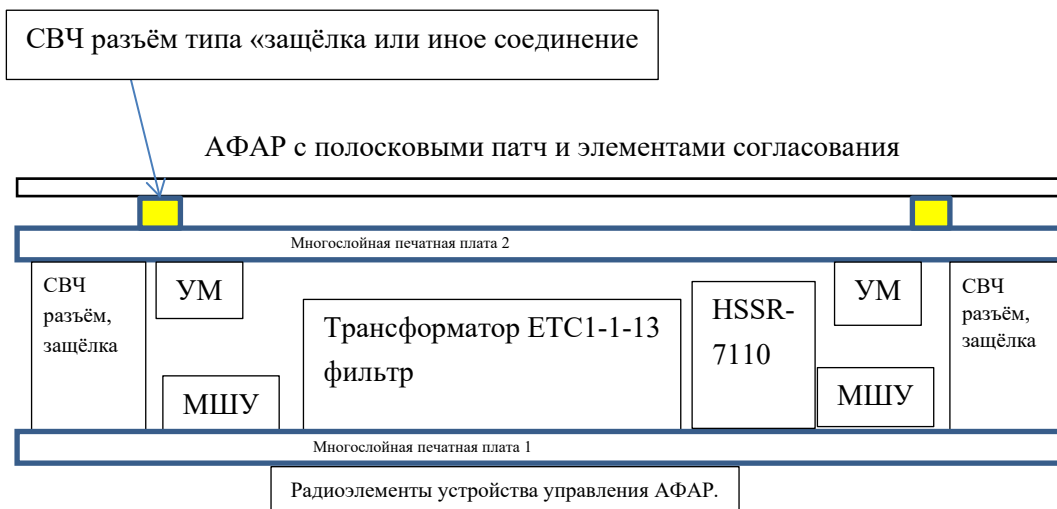 СВЧ разъём типа «защёлка или иное соединение
АФАР с полосковыми патч и элементами согласования
Многослойная печатная плата 2
СВЧ
разъём,
защёлка
УМ
МШУ
Трансформатор ETC1-1-13
фильтр
HSSR-
7110
УМ
МШУ
СВЧ
разъём,
защёлка
Многослойная печатная плата 1
Радиоэлементы устройства управления АФАР.